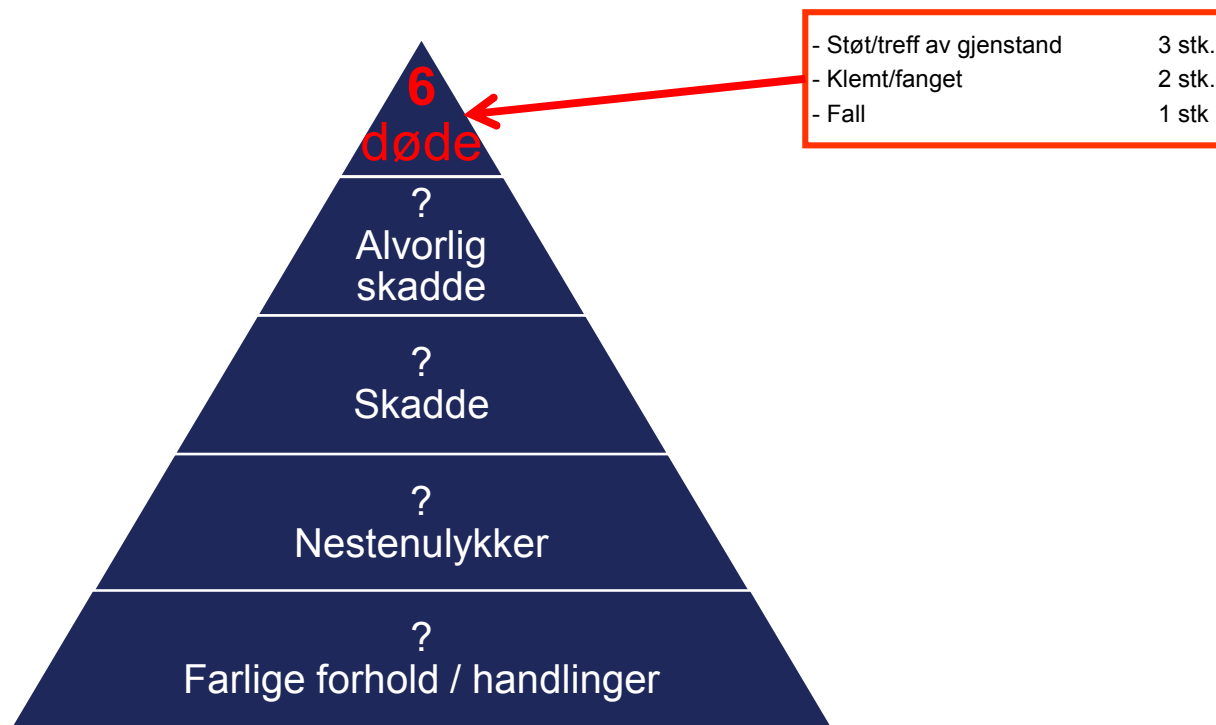 - Støt/treff av gjenstand 3 stk.
- Klemt/fanget 2 stk.
- Fall 1 stk
6
døde
?
Alvorlig
skadde
?
Skadde
?
Nestenulykker
?
Farlige forhold / handlinger